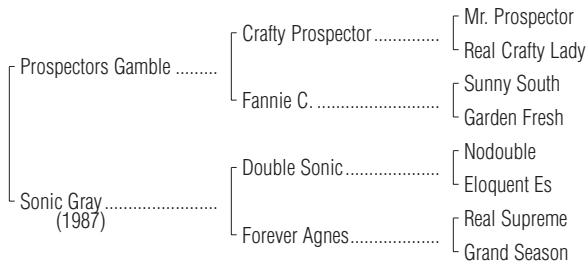 Mr. Prospector
Crafty Prospector..............
Real Crafty Lady
Prospectors Gamble .........
Sunny South
Fannie C. ..........................
Garden Fresh
Nodouble
Double Sonic....................
Eloquent Es
Sonic Gray........................
(1987)
Real Supreme
Forever Agnes...................
Grand Season